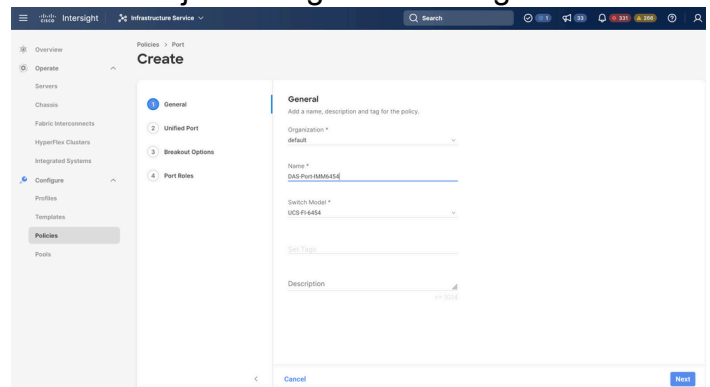 cisco Intersight
Infrastructure Service
Search
1
33
331
266
Overview
Operate
Servers
Chassis
Fabric Interconnects
HyperFlex Clusters
Integrated Systems
Configure
Profiles
Templates
Policies
Pools
Policies > Port
Create
1 General
2 Unified Port
3 Breakout Options
4 Port Roles
General
Add a name, description and tag for the policy.
Organization *
default
Name *
DAS-Port-IMM6454
Switch Model *
UCS-FI-6454
Set Tags
Description
<= 1024
<
Cancel
Next